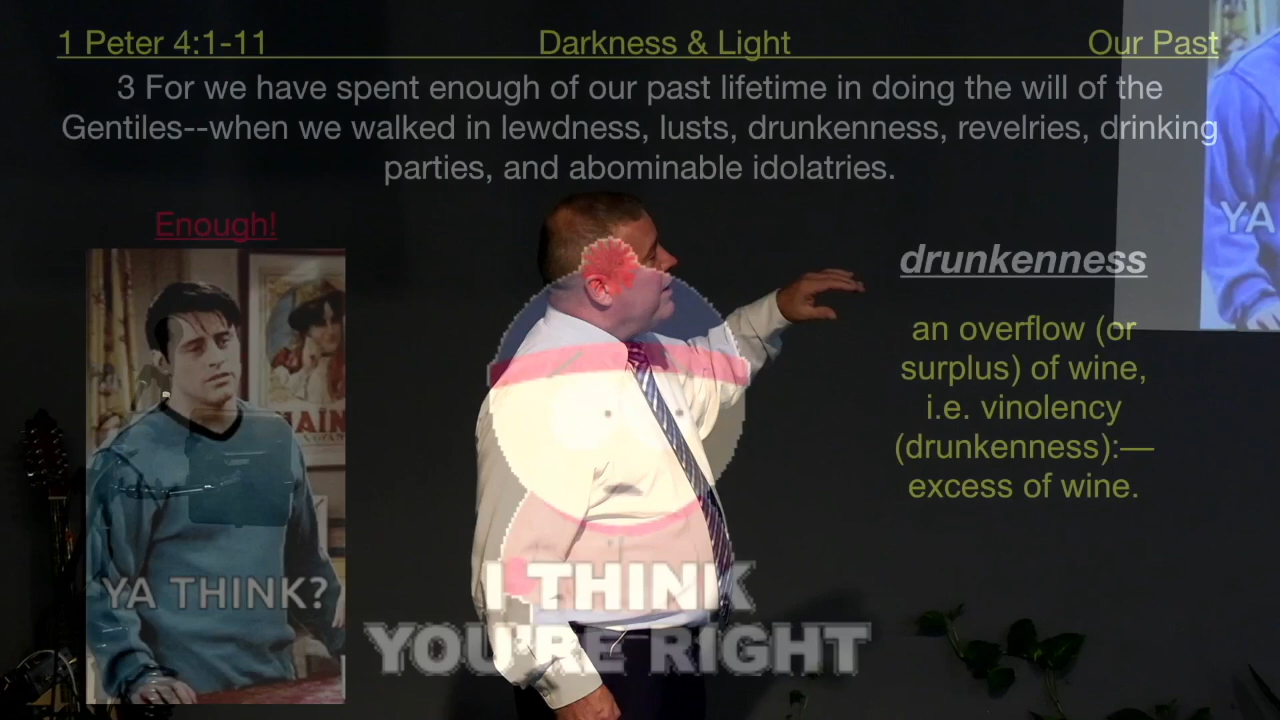 1 Peter 4:1-11 Darkness & Light Our Past
3 For we have spent enough of our past lifetime in doing the will of the
Gentiles--when we walked in lewdness, lusts, drunkenness, revelries, drinking
parties, and abominable idolatries.
Enough!
drunkenness
an overflow (or
surplus) of wine,
i.e. vinolency
(drunkenness):—
excess of wine.
YA THINK?
I THINK
YOU'RE RIGHT
YA